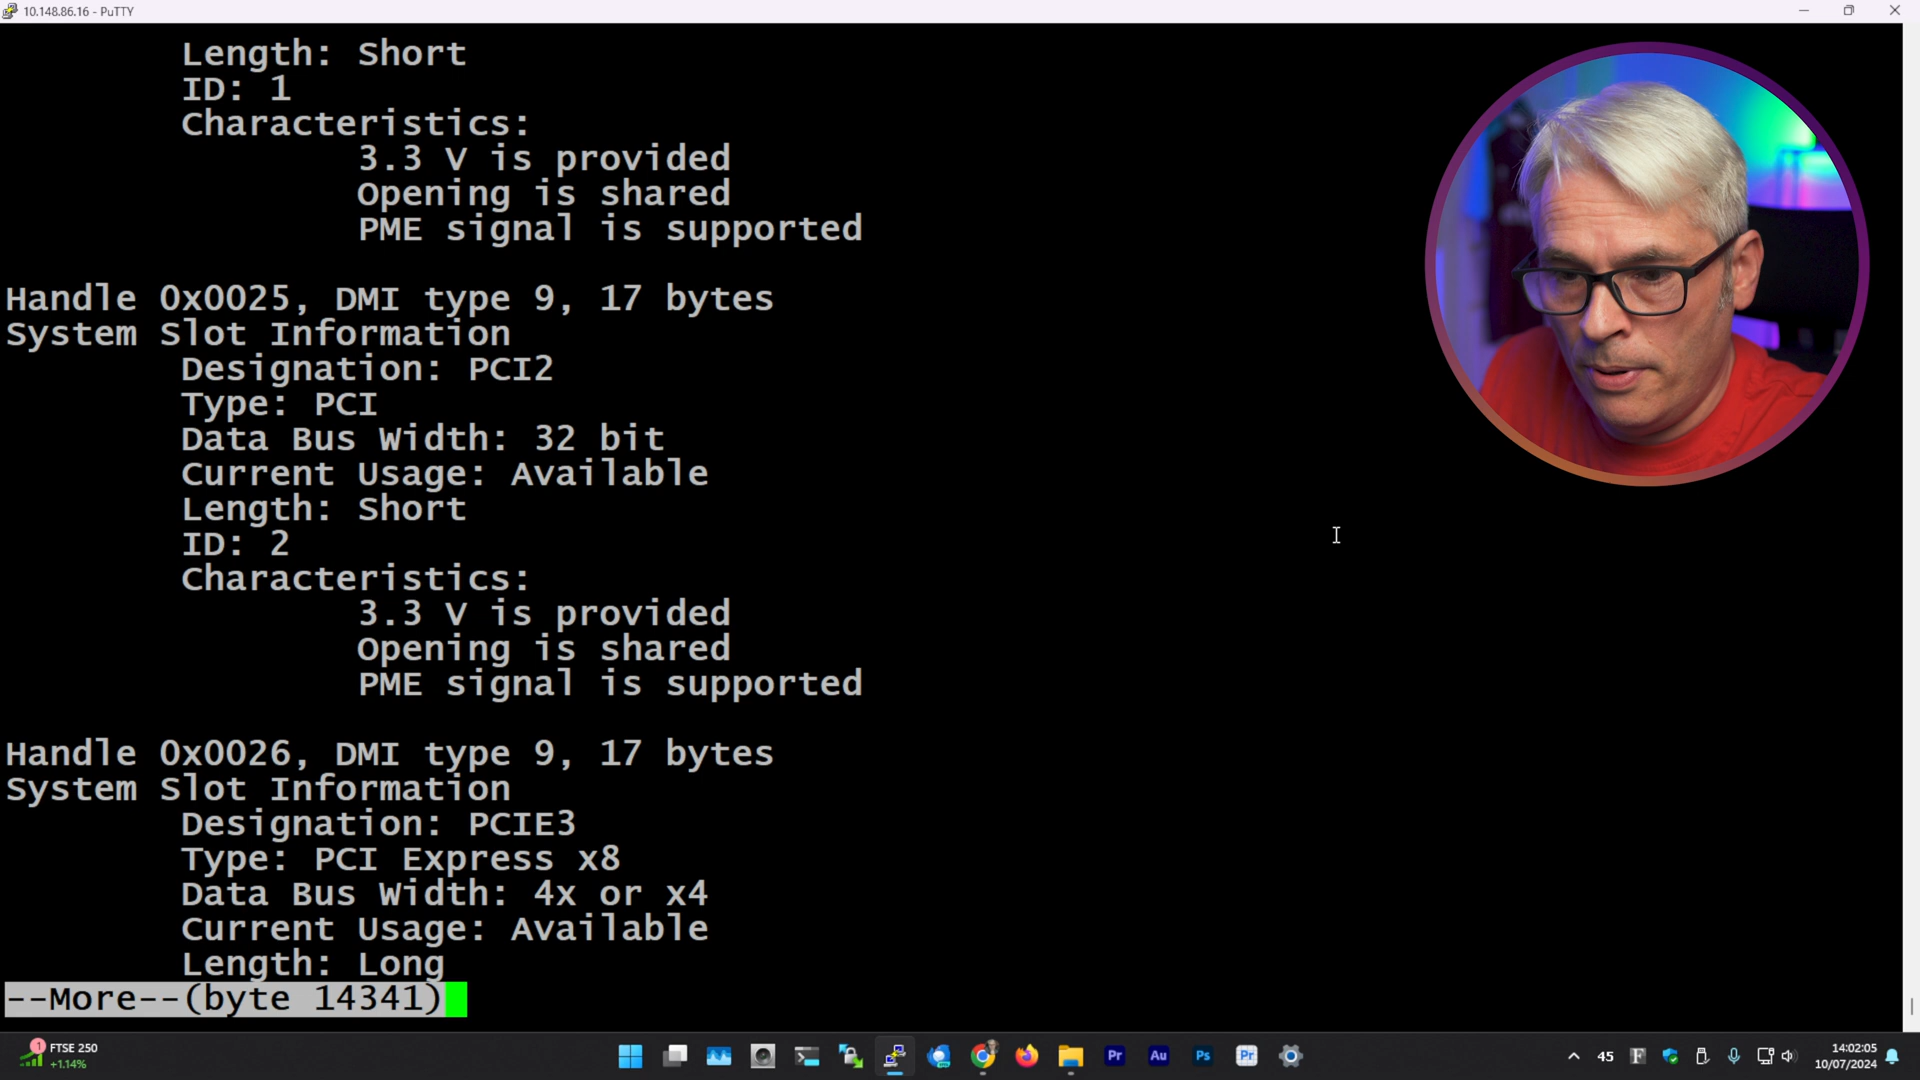 10.148.86.16 - PuTTY
Length: Short
ID: 1
Characteristics:
3.3 V is provided
Opening is shared
PME signal is supported
Handle 0x0025, DMI type 9, 17 bytes
System Slot Information
Designation: PCI2
Type: PCI
Data Bus Width: 32 bit
Current Usage: Available
Length: Short
ID: 2
Characteristics:
3.3 V is provided
Opening is shared
PME signal is supported
Handle 0x0026, DMI type 9, 17 bytes
System Slot Information
Designation: PCIE3
Type: PCI Express x8
Data Bus Width: 4x or x4
Current Usage: Available
Length: Long
--More--(byte 14341)
1
FTSE 250
+1.14%
Pr
Au
Ps
Pr
45
F
14:02:05
10/07/2024